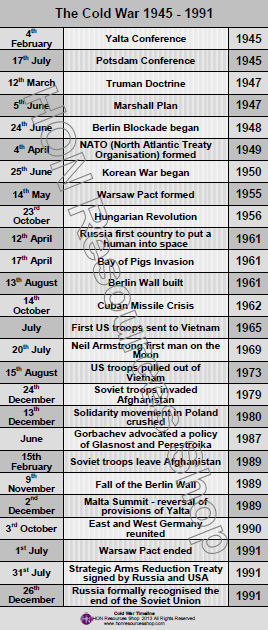 The Cold War 1945 - 1991
4th February Yalta Conference 1945
17th July Potsdam Conference 1945
12th March Truman Doctrine 1947
5th June Marshall Plan 1947
24th June Berlin Blockade began 1948
4th April NATO (North Atlantic Treaty Organisation) formed 1949
25th June Korean War began 1950
14th May Warsaw Pact formed 1955
23rd October Hungarian Revolution 1956
12th April Russia first country to put a human into space 1961
17th April Bay of Pigs Invasion 1961
13th August Berlin Wall built 1961
14th October Cuban Missile Crisis 1962
July First US troops sent to Vietnam 1965
20th July Neil Armstrong first man on the Moon 1969
15th August US troops pulled out of Vietnam 1973
24th December Soviet troops invaded Afghanistan 1979
13th December Solidarity movement in Poland crushed 1980
June Gorbachev advocated a policy of Glasnost and Perestroika 1987
15th February Soviet troops leave Afghanistan 1989
9th November Fall of the Berlin Wall 1989
2nd December Malta Summit - reversal of provisions of Yalta 1989
3rd October East and West Germany reunited 1990
1st July Warsaw Pact ended 1991
31st July Strategic Arms Reduction Treaty signed by Russia and USA 1991
26th December Russia formally recognised the end of the Soviet Union 1991
HON Resources Shop
Cold War Timeline
HON Resources Shop 2013 All Rights Reserved
www.honresourcesshop.com